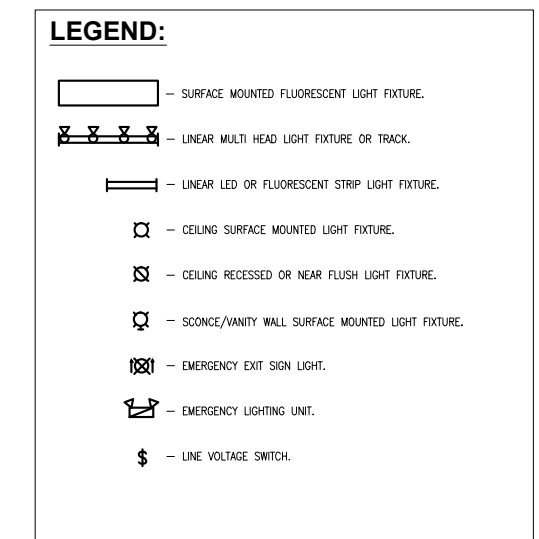 LEGEND:
– SURFACE MOUNTED FLUORESCENT LIGHT FIXTURE.
– LINEAR MULTI HEAD LIGHT FIXTURE OR TRACK.
– LINEAR LED OR FLUORESCENT STRIP LIGHT FIXTURE.
– CEILING SURFACE MOUNTED LIGHT FIXTURE.
– CEILING RECESSED OR NEAR FLUSH LIGHT FIXTURE.
– SCONCE/VANITY WALL SURFACE MOUNTED LIGHT FIXTURE.
– EMERGENCY EXIT SIGN LIGHT.
– EMERGENCY LIGHTING UNIT.
$ – LINE VOLTAGE SWITCH.